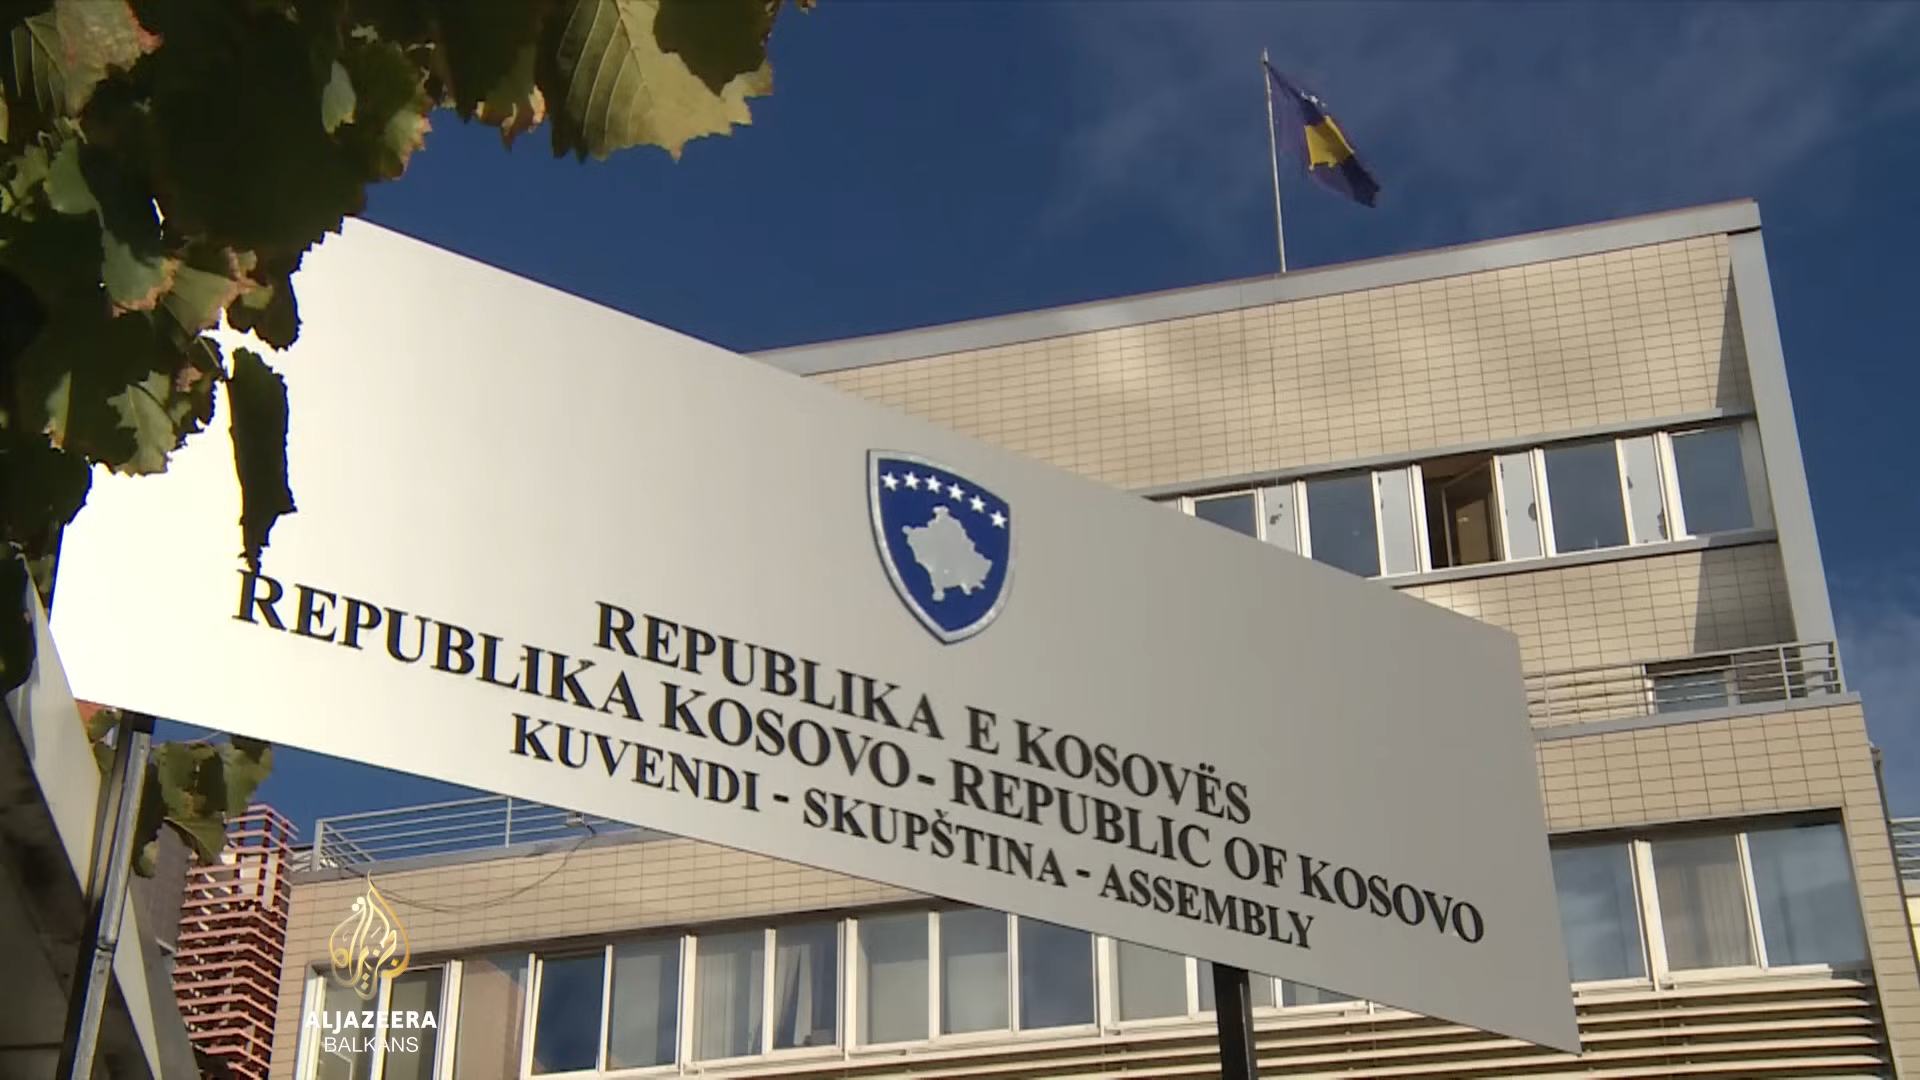 REPUBLIKA E KOSOVËS
REPUBLIKA KOSOVO - REPUBLIC OF KOSOVO
KUVENDI - SKUPŠTINA - ASSEMBLY
ALJAZEERA
BALKANS